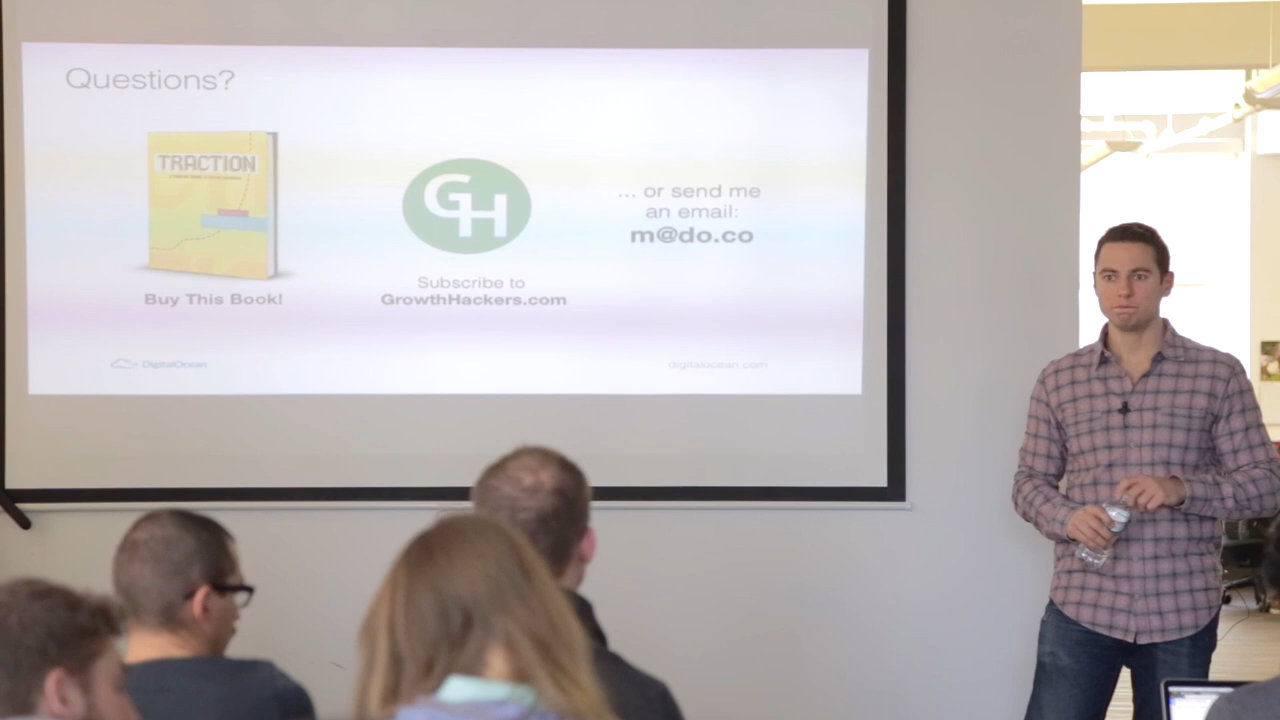 Questions?
TRACTION
Buy This Book!
GH
Subscribe to
GrowthHackers.com
... or send me
an email:
m@do.co
DigitalOcean
digitalocean.com